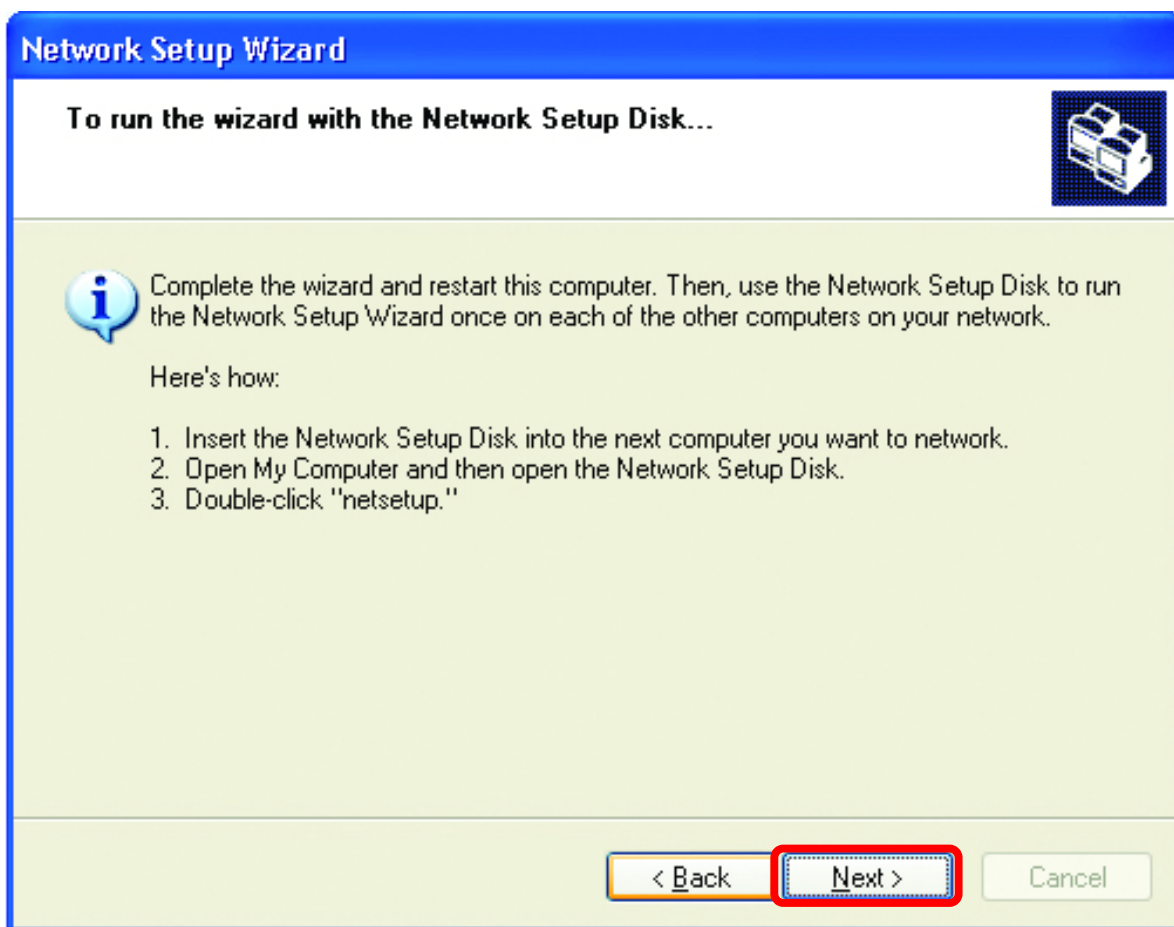 Network Setup Wizard
To run the wizard with the Network Setup Disk...
Complete the wizard and restart this computer. Then, use the Network Setup Disk to run
the Network Setup Wizard once on each of the other computers on your network.
Here's how:
1. Insert the Network Setup Disk into the next computer you want to network.
2. Open My Computer and then open the Network Setup Disk.
3. Double-click "netsetup."
< Back
Next >
Cancel